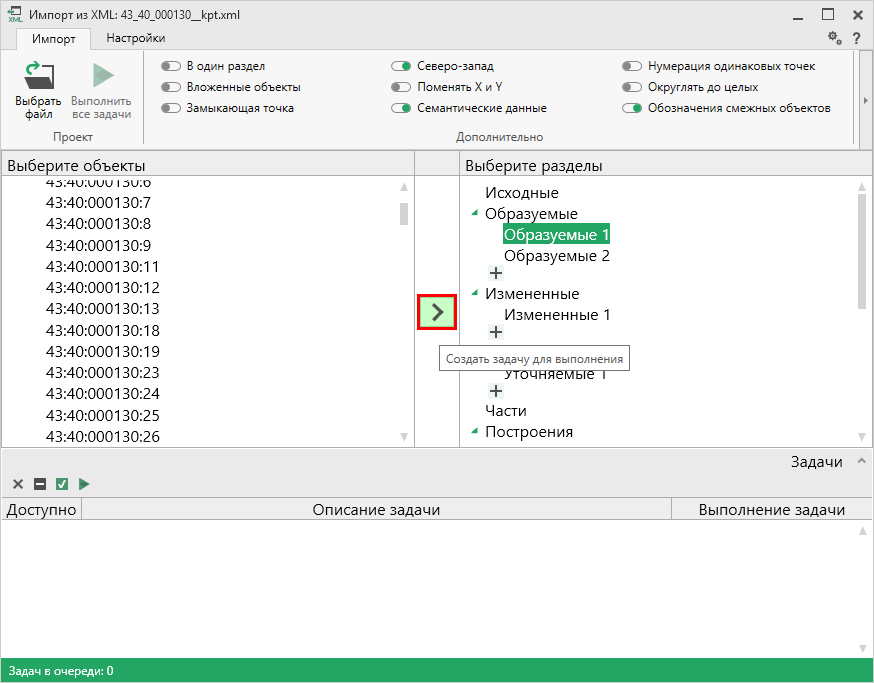 XML
Импорт из XML: 43_40_000130__kpt.xml
Импорт
Настройки
?
Выбрать
файл
Выполнить
все задачи
Проект
В один раздел
Вложенные объекты
Замыкающая точка
Северо-запад
Поменять X и Y
Семантические данные
Нумерация одинаковых точек
Округлять до целых
Обозначения смежных объектов
Дополнительно
Выберите объекты
43:40:000130:6
43:40:000130:7
43:40:000130:8
43:40:000130:9
43:40:000130:11
43:40:000130:12
43:40:000130:13
43:40:000130:18
43:40:000130:19
43:40:000130:23
43:40:000130:24
43:40:000130:25
43:40:000130:26
Выберите разделы
Исходные
Образуемые
Образуемые 1
Образуемые 2
Измененные
Измененные 1
Создать задачу для выполнения
Уточняемые 1
Части
Построения
Задачи
Доступно
Описание задачи
Выполнение задачи
Задач в очереди: 0